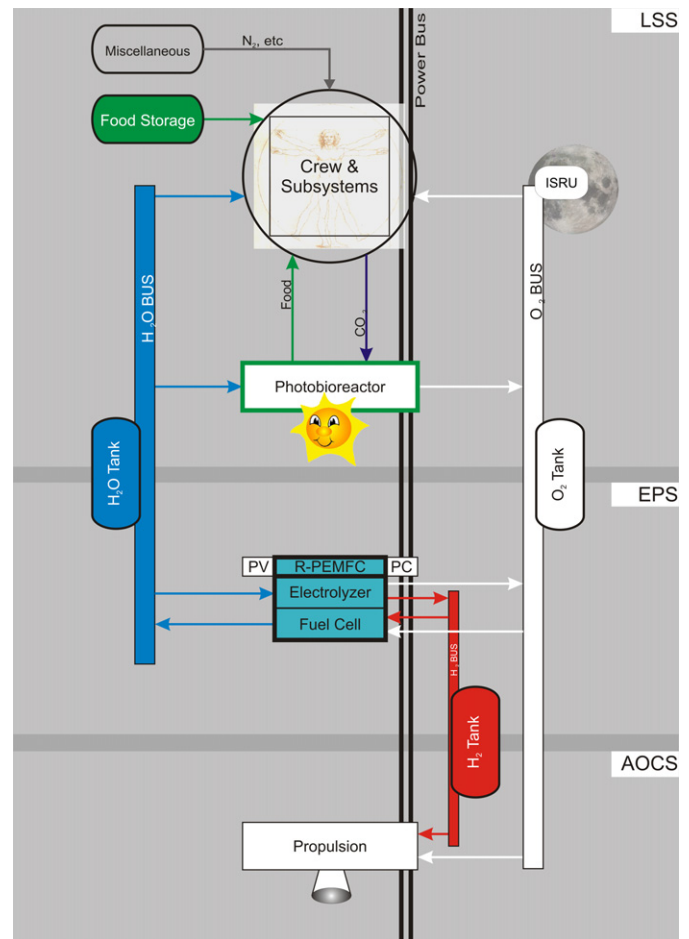 LSS
Power Bus
Miscellaneous
N₂, etc
Food Storage
Crew &
Subsystems
ISRU
H₂O BUS
O₂ BUS
Food
CO₂
Photobioreactor
H₂O Tank
O₂ Tank
EPS
PV
R-PEMFC
PC
Electrolyzer
Fuel Cell
H₂ BUS
H₂ Tank
AOCS
Propulsion